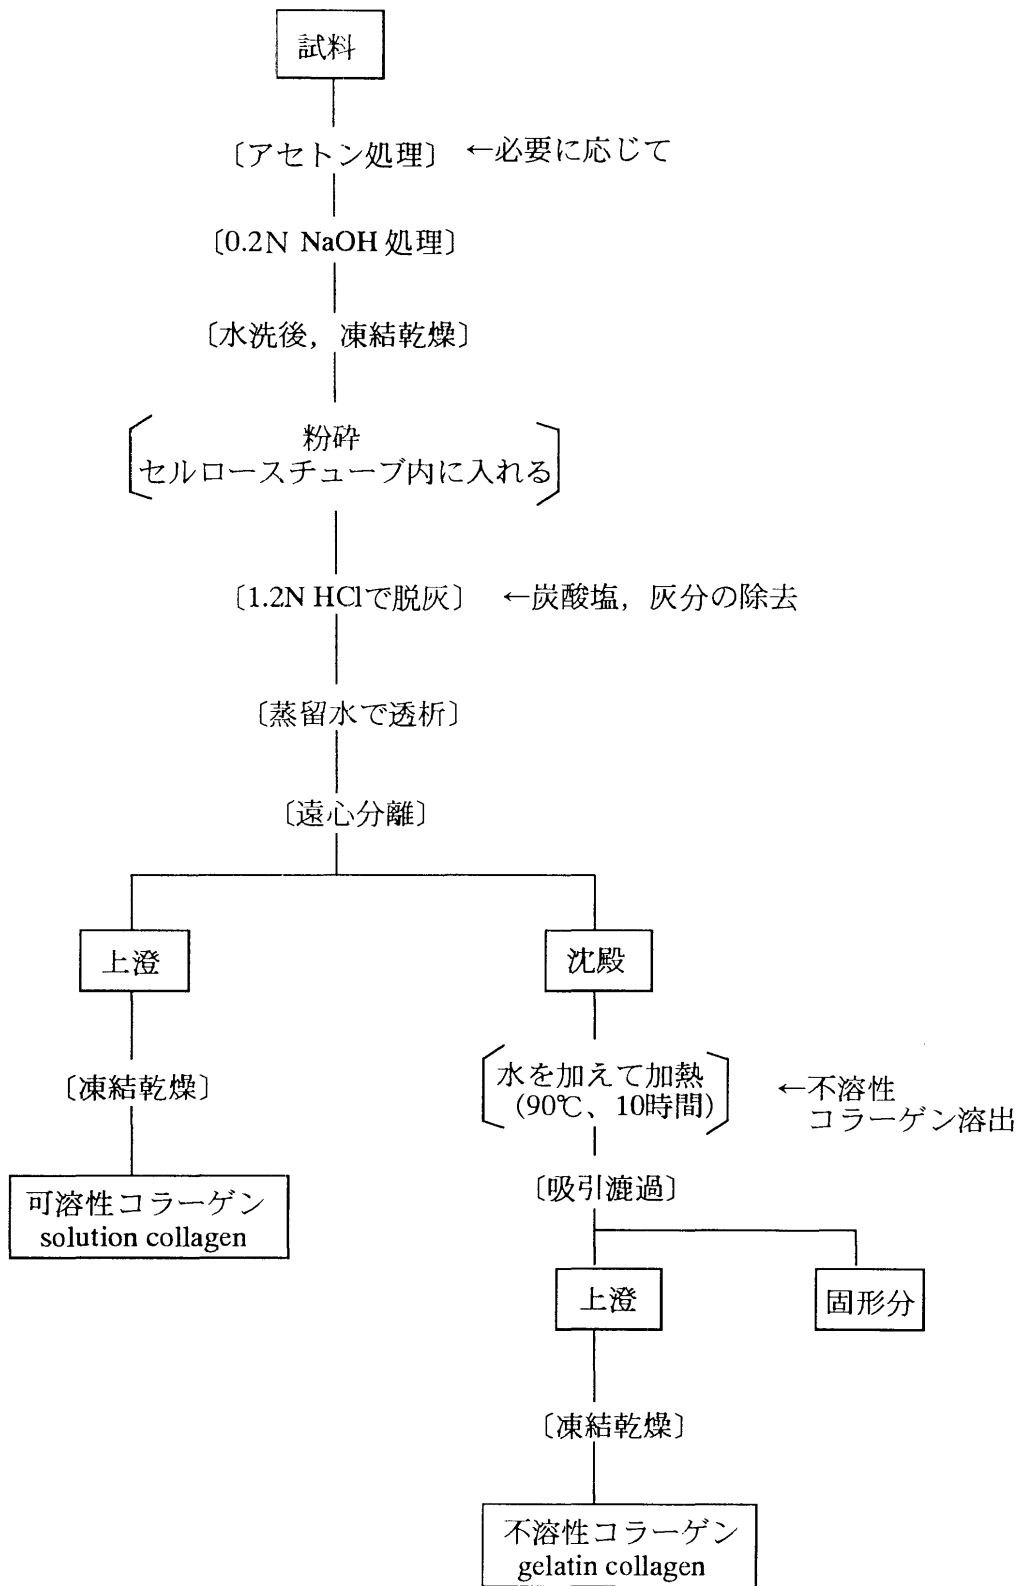 試料
〔アセトン処理〕 ←必要に応じて
〔0.2N NaOH 処理〕
〔水洗後，凍結乾燥〕
粉砕
セルロースチューブ内に入れる
〔1.2N HClで脱灰〕 ←炭酸塩，灰分の除去
〔蒸留水で透析〕
〔遠心分離〕
上澄
沈殿
〔凍結乾燥〕
水を加えて加熱
（90℃、10時間）
←不溶性
コラーゲン溶出
可溶性コラーゲン
solution collagen
〔吸引漉過〕
上澄
固形分
〔凍結乾燥〕
不溶性コラーゲン
gelatin collagen